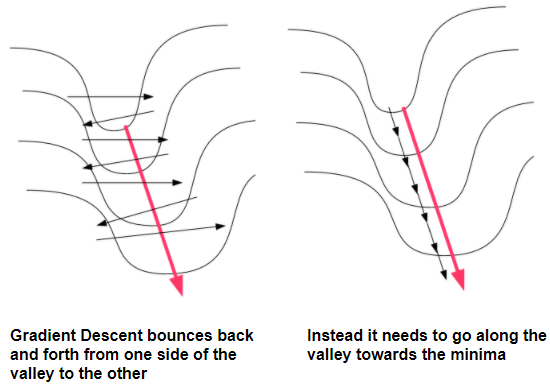 Gradient Descent bounces back
and forth from one side of the
valley to the other
Instead it needs to go along the
valley towards the minima